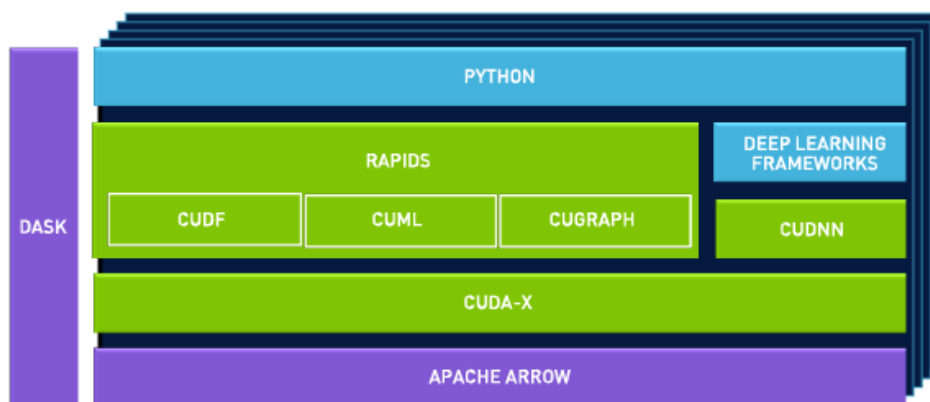 PYTHON
RAPIDS
DEEP LEARNING
FRAMEWORKS
DASK
CUDF
CUML
CUGRAPH
CUDNN
CUDA-X
APACHE ARROW